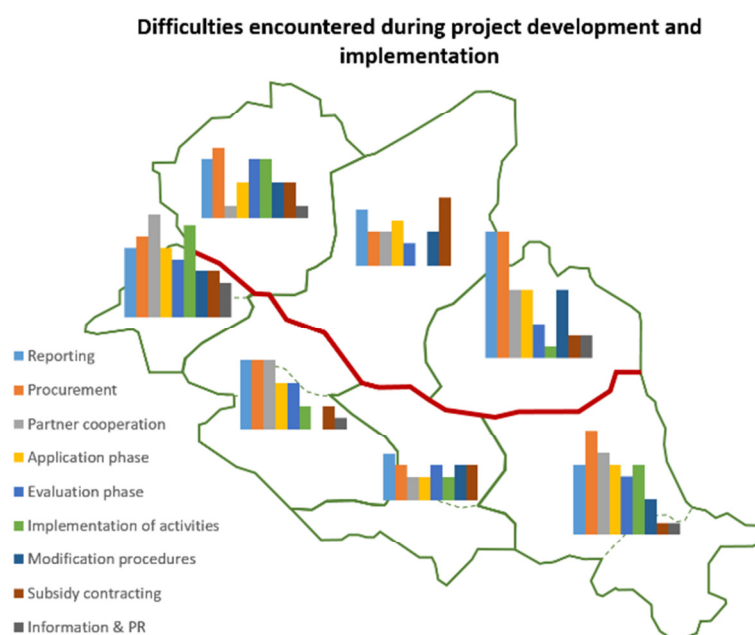 Difficulties encountered during project development and
implementation
Reporting
Procurement
Partner cooperation
Application phase
Evaluation phase
Implementation of activities
Modification procedures
Subsidy contracting
Information & PR